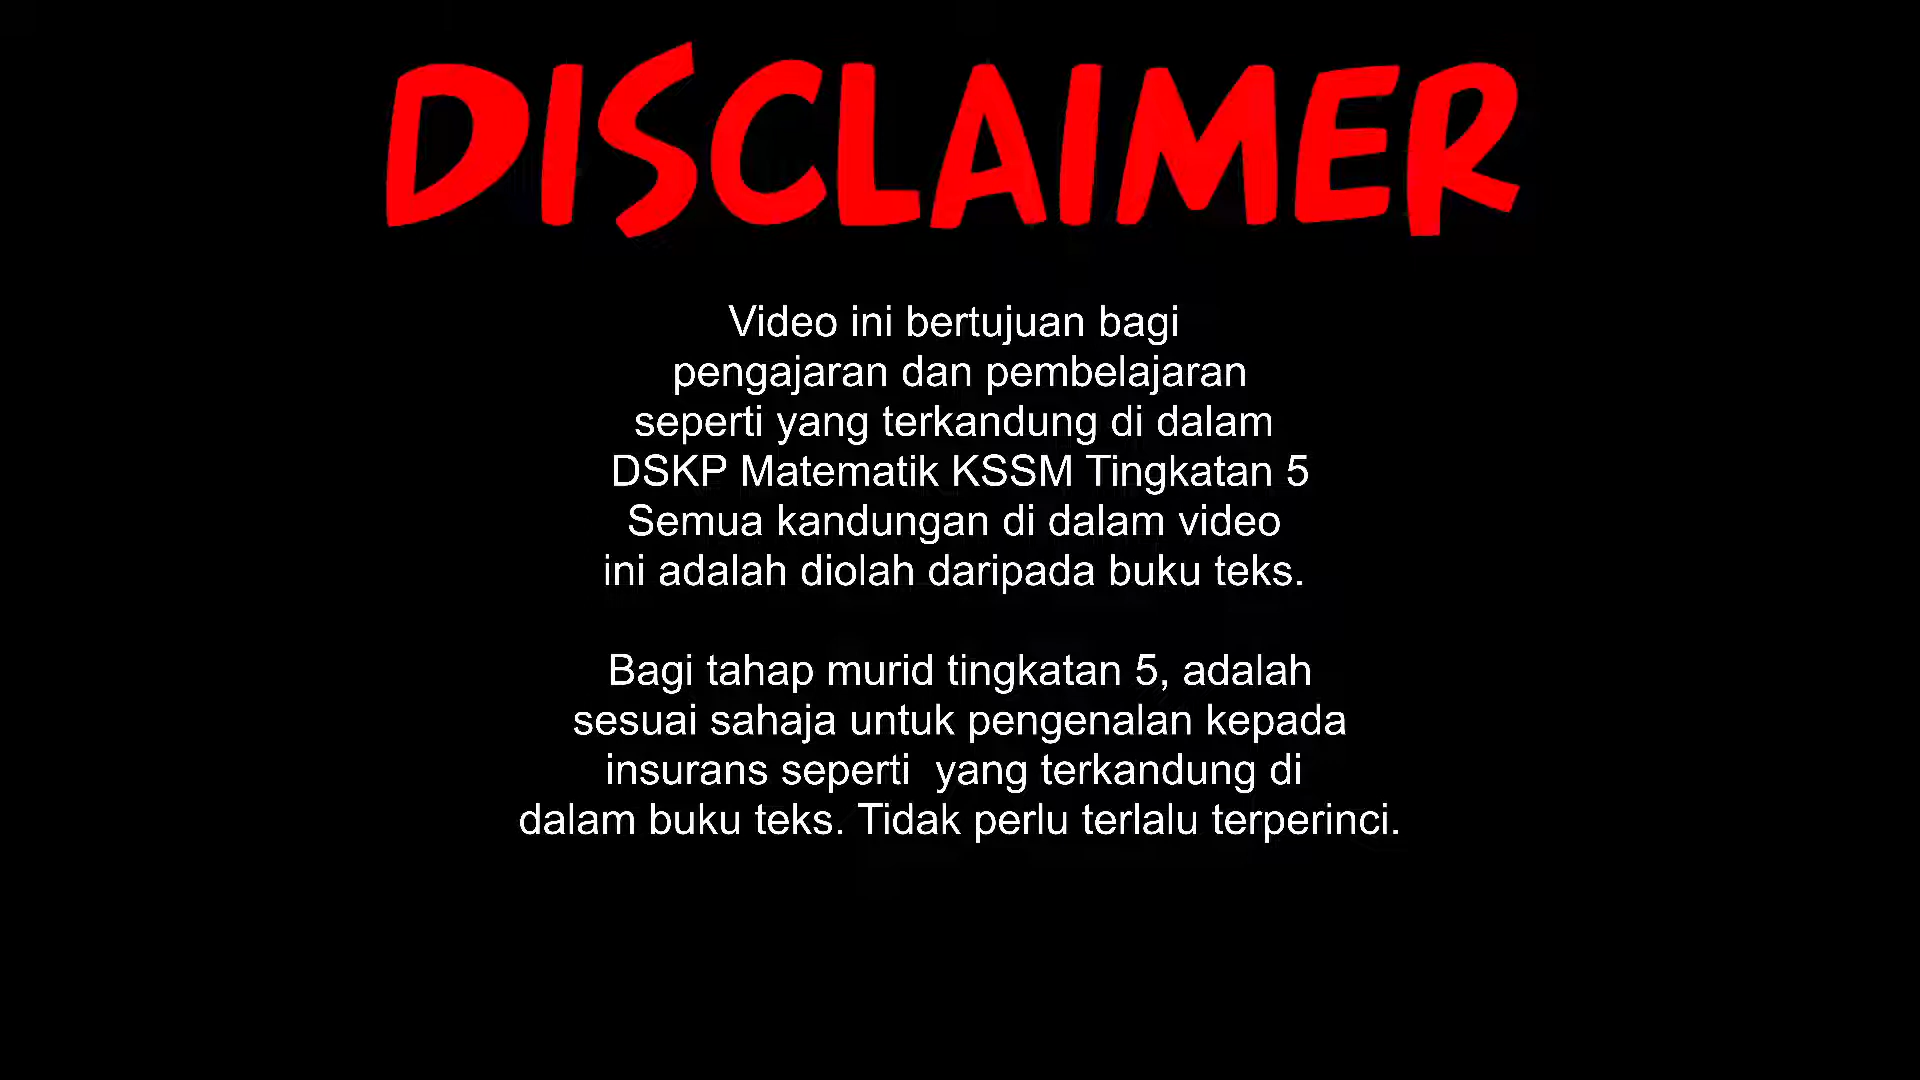 DISCLAIMER
Video ini bertujuan bagi
pengajaran dan pembelajaran
seperti yang terkandung di dalam
DSKP Matematik KSSM Tingkatan 5
Semua kandungan di dalam video
ini adalah diolah daripada buku teks.
Bagi tahap murid tingkatan 5, adalah
sesuai sahaja untuk pengenalan kepada
insurans seperti  yang terkandung di
dalam buku teks. Tidak perlu terlalu terperinci.